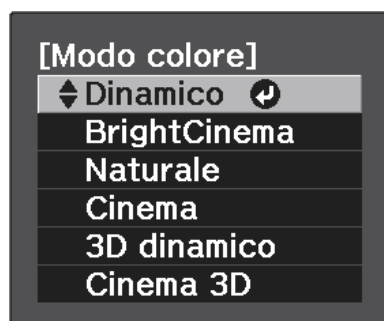 [Modo colore]
Dinamico
BrightCinema
Naturale
Cinema
3D dinamico
Cinema 3D